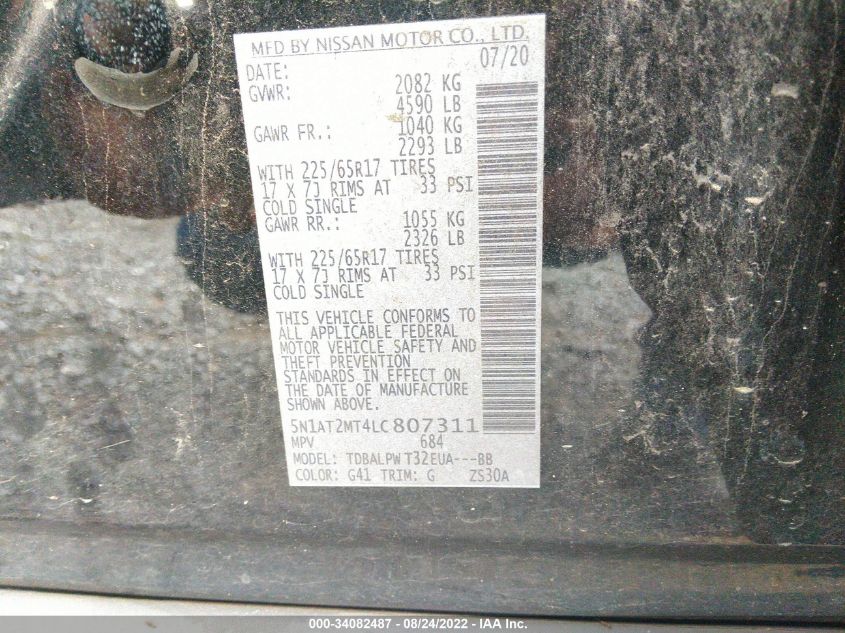 MFD BY NISSAN MOTOR CO., LTD.
DATE: 07/20
GVWR: 2082 KG
4590 LB
GAWR FR.: 1040 KG
2293 LB
WITH 225/65R17 TIRES
17 X 7J RIMS AT 33 PSI
COLD SINGLE
GAWR RR.: 1055 KG
2326 LB
WITH 225/65R17 TIRES
17 X 7J RIMS AT 33 PSI
COLD SINGLE
THIS VEHICLE CONFORMS TO
ALL APPLICABLE FEDERAL
MOTOR VEHICLE SAFETY AND
THEFT PREVENTION
STANDARDS IN EFFECT ON
THE DATE OF MANUFACTURE
SHOWN ABOVE.
5N1AT2MT4LC807311
MPV 684
MODEL: TDBALPW T32EUA---BB
COLOR: G41 TRIM: G ZS30A
000-34082487 - 08/24/2022 - IAA Inc.